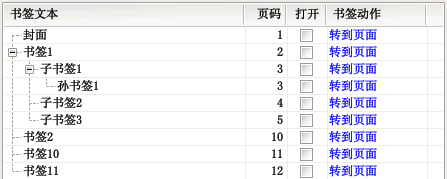 书签文本 页码 打开 书签动作
封面 1 转到页面
书签1 2 转到页面
子书签1 3 转到页面
孙书签1 3 转到页面
子书签2 4 转到页面
子书签3 5 转到页面
书签2 10 转到页面
书签10 11 转到页面
书签11 12 转到页面